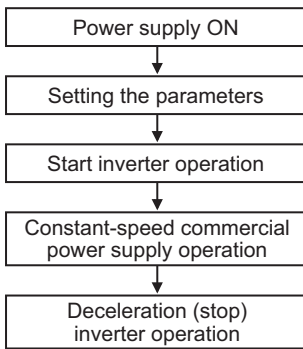 Power supply ON
Setting the parameters
Start inverter operation
Constant-speed commercial
power supply operation
Deceleration (stop)
inverter operation